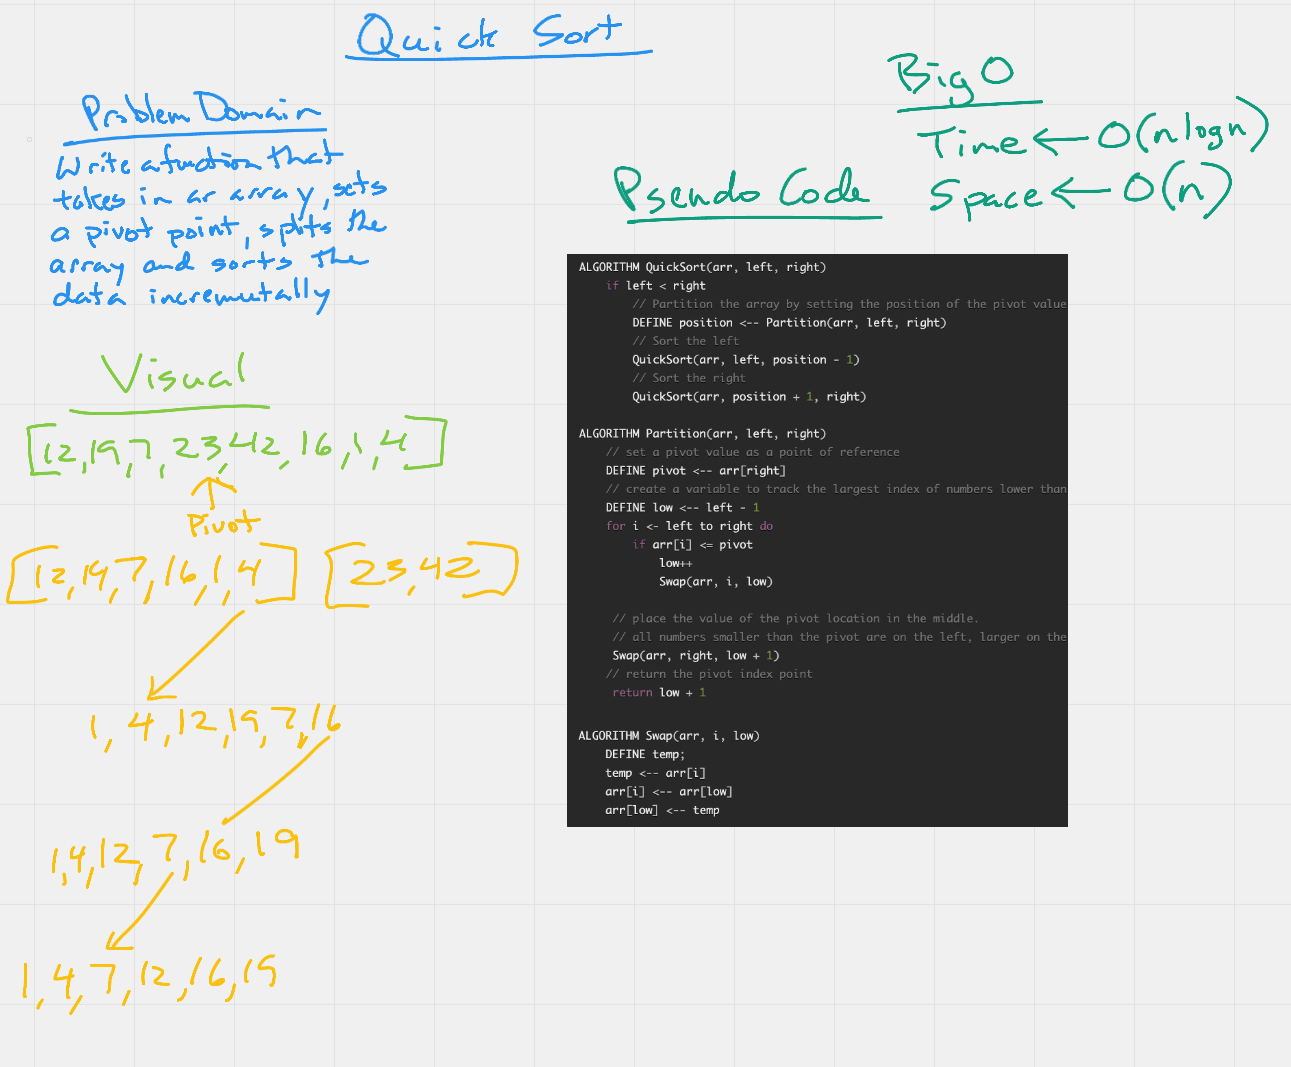 Quick Sort
Problem Domain
Write a function that
takes in ar array, sets
a pivot point, splits the
array and sorts the
data incremutally
Visual
[12,19,7,23,42,16,1,4]
Pivot
[12,19,7,16,1,4] [23,42]
1, 4,12,19,7,16
1,4,12,7,16,19
1,4,7,12,16,19
Big O
Time ← O(nlogn)
Space ← O(n)
Psendo Code
ALGORITHM QuickSort(arr, left, right)
if left < right
// Partition the array by setting the position of the pivot value
DEFINE position <-- Partition(arr, left, right)
// Sort the left
QuickSort(arr, left, position - 1)
// Sort the right
QuickSort(arr, position + 1, right)
ALGORITHM Partition(arr, left, right)
// set a pivot value as a point of reference
DEFINE pivot <-- arr[right]
// create a variable to track the largest index of numbers lower than
DEFINE low <-- left - 1
for i <- left to right do
if arr[i] <= pivot
low++
Swap(arr, i, low)
// place the value of the pivot location in the middle.
// all numbers smaller than the pivot are on the left, larger on the
Swap(arr, right, low + 1)
// return the pivot index point
return low + 1
ALGORITHM Swap(arr, i, low)
DEFINE temp;
temp <-- arr[i]
arr[i] <-- arr[low]
arr[low] <-- temp